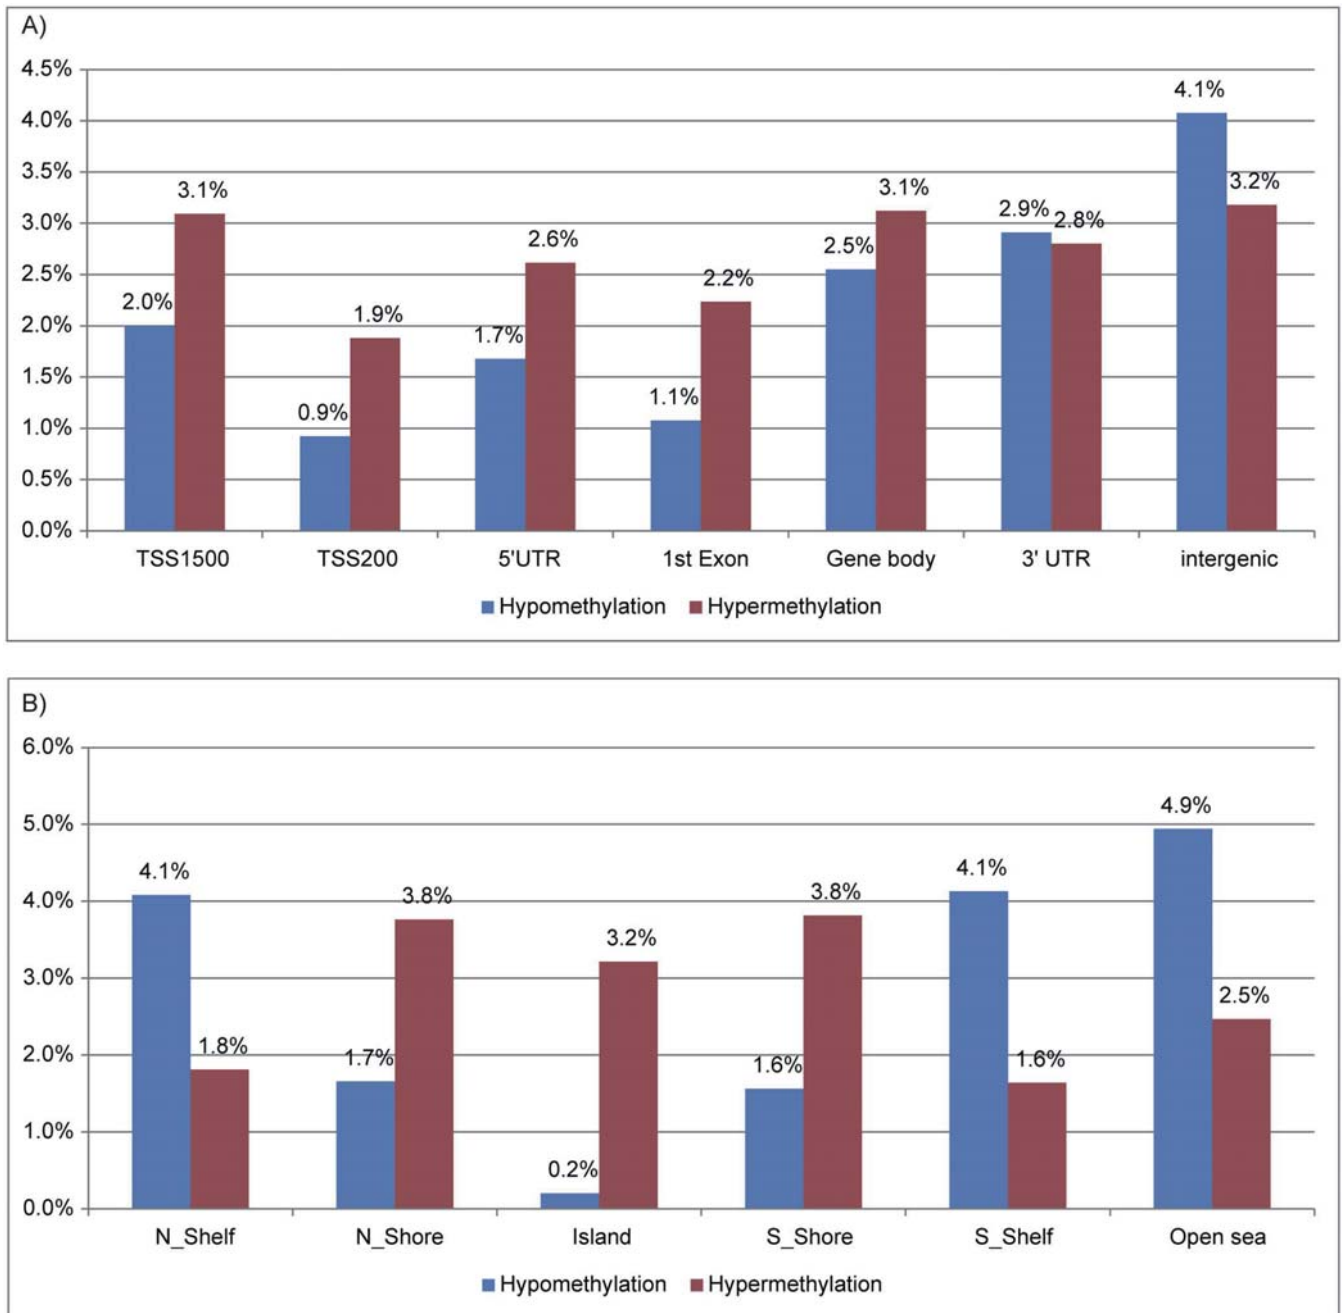 A)
4.5%
4.0%
3.5%
3.0%
2.5%
2.0%
1.5%
1.0%
0.5%
0.0%
2.0% 3.1% 0.9% 1.9% 1.7% 2.6% 1.1% 2.2% 2.5% 3.1% 2.9% 2.8% 4.1% 3.2%
TSS1500 TSS200 5'UTR 1st Exon Gene body 3' UTR intergenic
Hypomethylation Hypermethylation
B)
6.0%
5.0%
4.0%
3.0%
2.0%
1.0%
0.0%
4.1% 1.8% 1.7% 3.8% 0.2% 3.2% 1.6% 3.8% 4.1% 1.6% 4.9% 2.5%
N_Shelf N_Shore Island S_Shore S_Shelf Open sea
Hypomethylation Hypermethylation